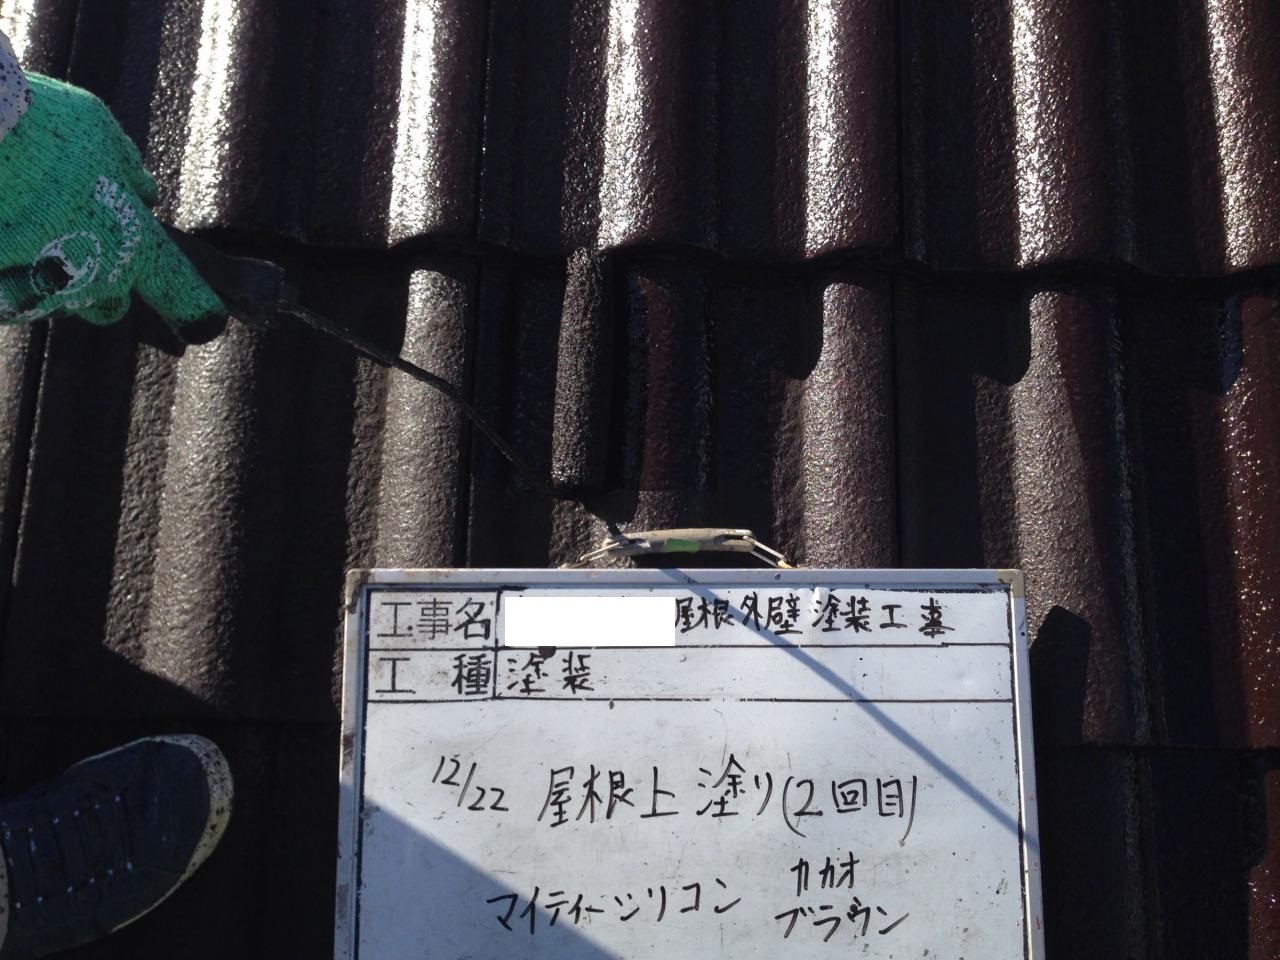 工事名 屋根外壁塗装工事
工種 塗装
12/22 屋根上塗り(2回目)
マイティーシリコン カカオ
ブラウン